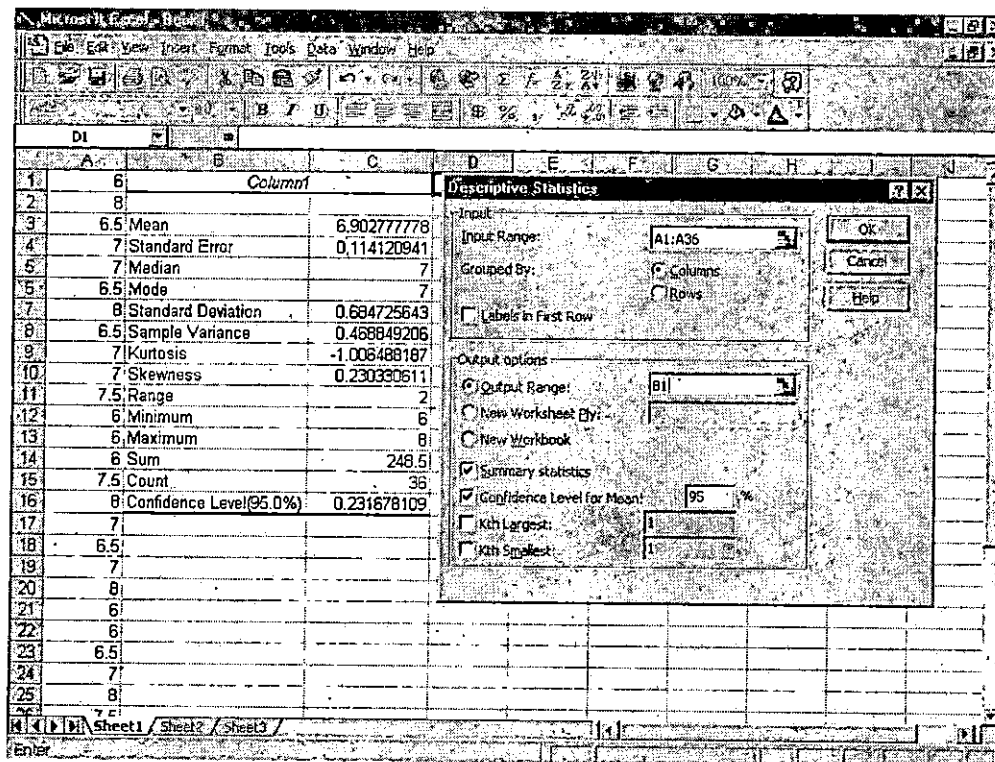 Microsoft Excel - Book1
File Edit View Insert Format Tools Data Window Help
100%
B I U
D1 =
A B C D E F G H I J
1 6 Column1
2 8
3 6.5 Mean 6.902777778
4 7 Standard Error 0.114120941
5 7 Median 7
6 6.5 Mode 7
7 8 Standard Deviation 0.684725643
8 6.5 Sample Variance 0.468849206
9 7 Kurtosis -1.006488187
10 7 Skewness 0.230330611
11 7.5 Range 2
12 6 Minimum 6
13 6 Maximum 8
14 6 Sum 248.5
15 7.5 Count 36
16 8 Confidence Level(95.0%) 0.231678109
17 7
18 6.5
19 7
20 8
21 6
22 6
23 6.5
24 7
25 8
Descriptive Statistics
Input
Input Range: A1:A36
Grouped By: Columns
Rows
Labels in First Row
OK
Cancel
Help
Output options
Output Range: B1
New Worksheet Ply:
New Workbook
Summary statistics
Confidence Level for Mean: 95 %
Kth Largest: 1
Kth Smallest: 1
Sheet1 Sheet2 Sheet3
Enter